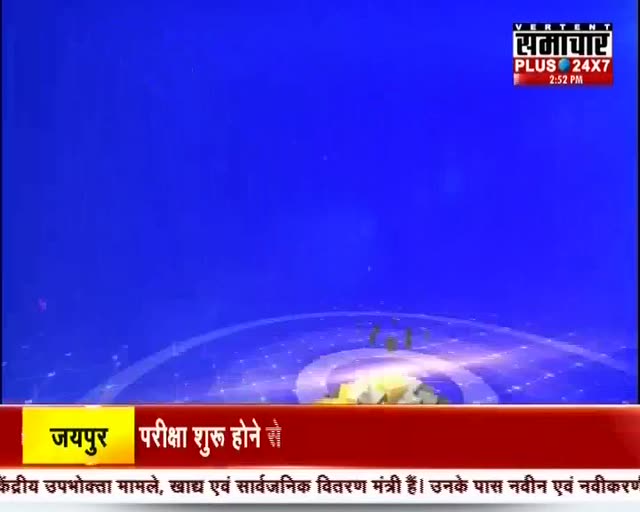 VERTENT
समाचार
PLUS 24X7
2:52 PM
जयपुर
परीक्षा शुरू होने से
केंद्रीय उपभोक्ता मामले, खाद्य एवं सार्वजनिक वितरण मंत्री हैं। उनके पास नवीन एवं नवीकरणी